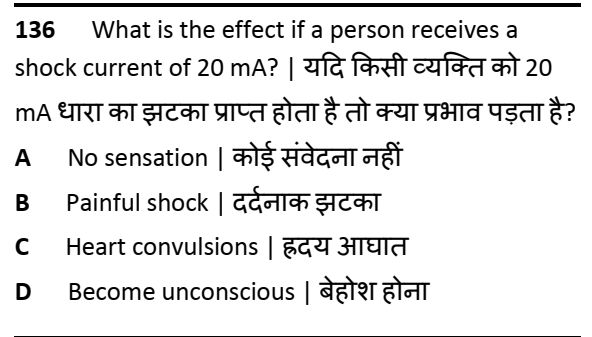 136 What is the effect if a person receives a
shock current of 20 mA? | यदि किसी व्यक्ति को 20
mA धारा का झटका प्राप्त होता है तो क्या प्रभाव पड़ता है?
A No sensation | कोई संवेदना नहीं
B Painful shock | दर्दनाक झटका
C Heart convulsions | ह्रदय आघात
D Become unconscious | बेहोश होना